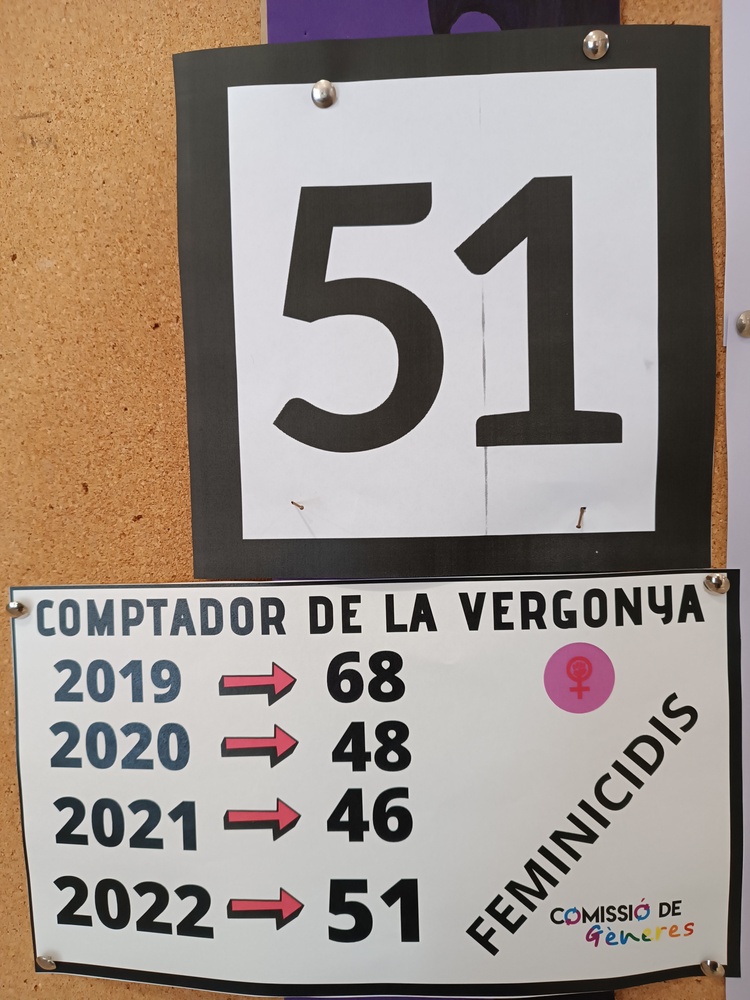 51
COMPTADOR DE LA VERGONYA
2019 → 68
2020 → 48
2021 → 46
2022 → 51
FEMINICIDIS
COMISSIÓ DE
Gèneres